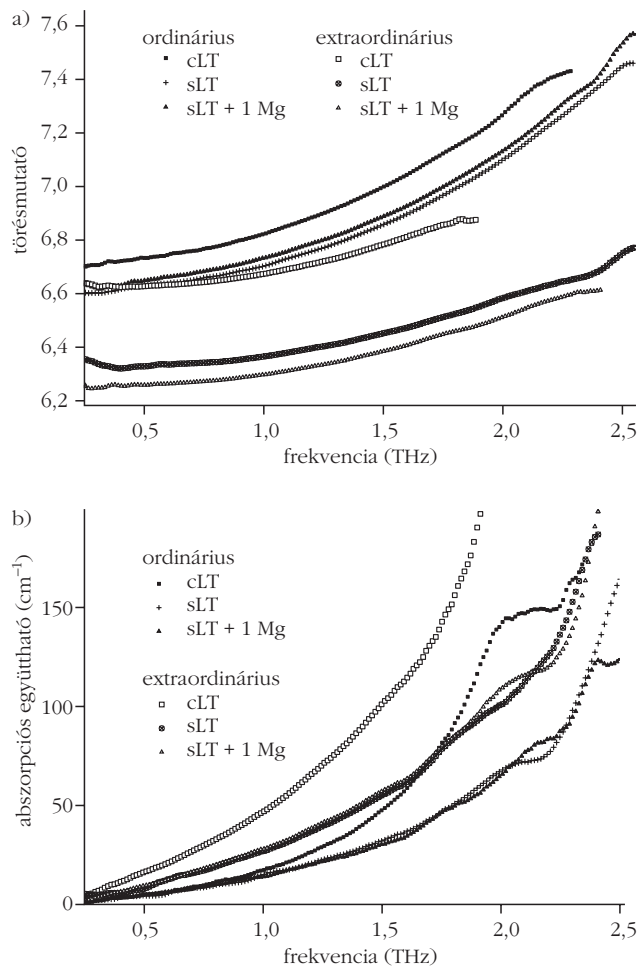 a)
7,6
7,4
7,2
7,0
6,8
6,6
6,4
6,2
törésmutató
ordinárius
cLT
sLT
sLT + 1 Mg
extraordinárius
cLT
sLT
sLT + 1 Mg
0,5
1,0
1,5
2,0
2,5
frekvencia (THz)
b)
150
100
50
0
abszorpciós együttható (cm⁻¹)
ordinárius
cLT
sLT
sLT + 1 Mg
extraordinárius
cLT
sLT
sLT + 1 Mg
0,5
1,0
1,5
2,0
2,5
frekvencia (THz)